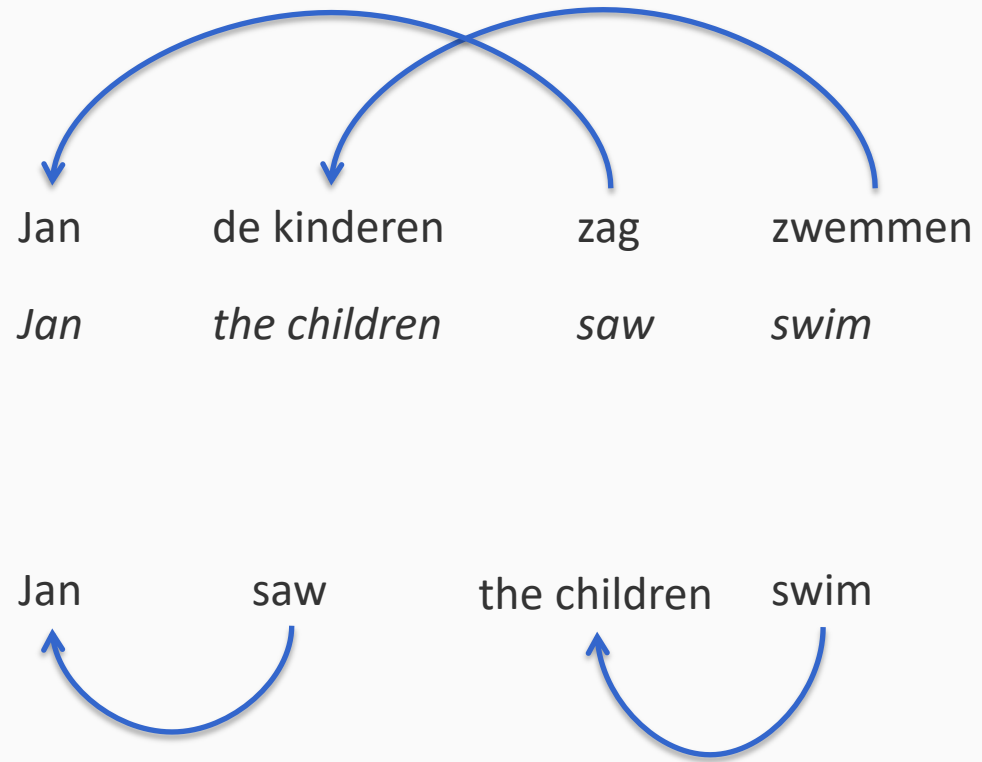 Jan de kinderen zag zwemmen
Jan the children saw swim
Jan saw the children swim